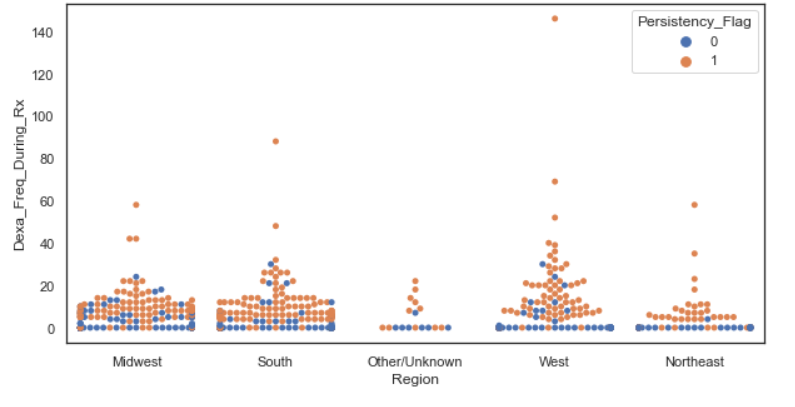 Persistency_Flag
0
1
Dexa_Freq_During_Rx
140
120
100
80
60
40
20
0
Midwest
South
Other/Unknown
West
Northeast
Region